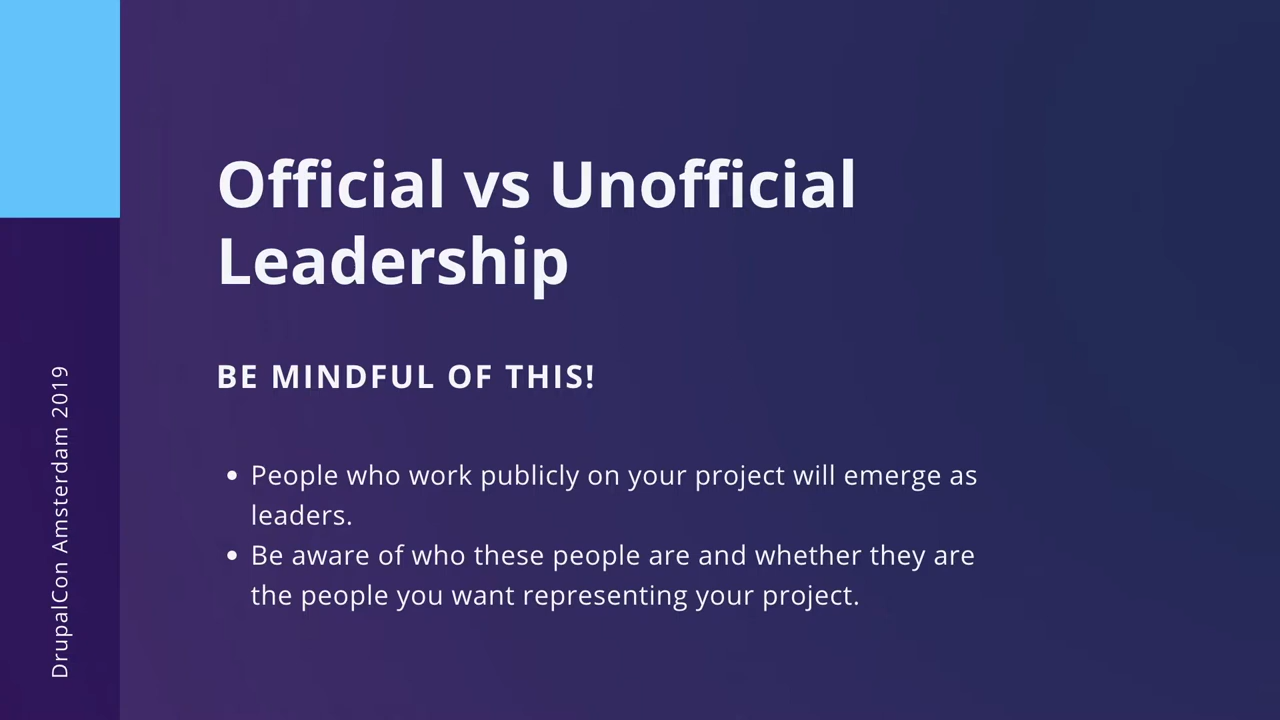 Official vs Unofficial
Leadership
BE MINDFUL OF THIS!
• People who work publicly on your project will emerge as
leaders.
• Be aware of who these people are and whether they are
the people you want representing your project.
DrupalCon Amsterdam 2019